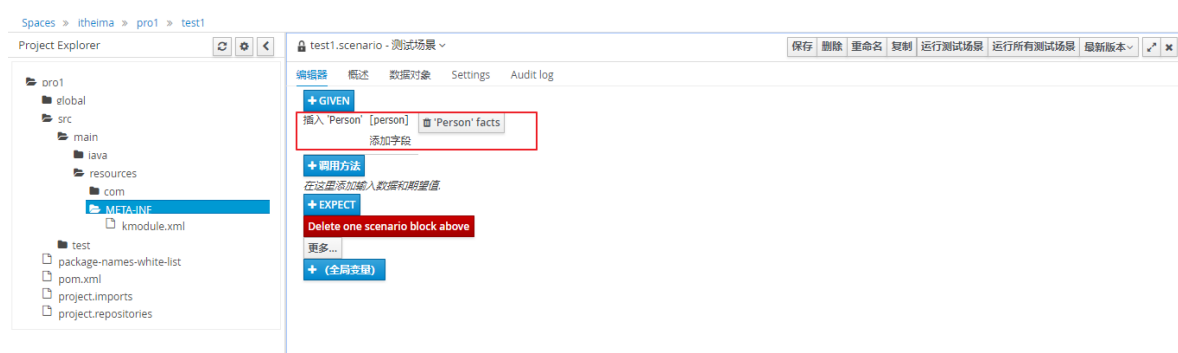 Spaces » itheima » pro1 » test1
Project Explorer
test1.scenario - 测试场景
保存 删除 重命名 复制 运行测试场景 运行所有测试场景 最新版本
编辑器 概述 数据对象 Settings Audit log
pro1
global
src
main
java
resources
com
META-INF
kmodule.xml
test
package-names-white-list
pom.xml
project.imports
project.repositories
+ GIVEN
插入 'Person' [person] 'Person' facts
添加字段
+ 调用方法
在这里添加输入数据和期望值.
+ EXPECT
Delete one scenario block above
更多...
+ (全局变量)